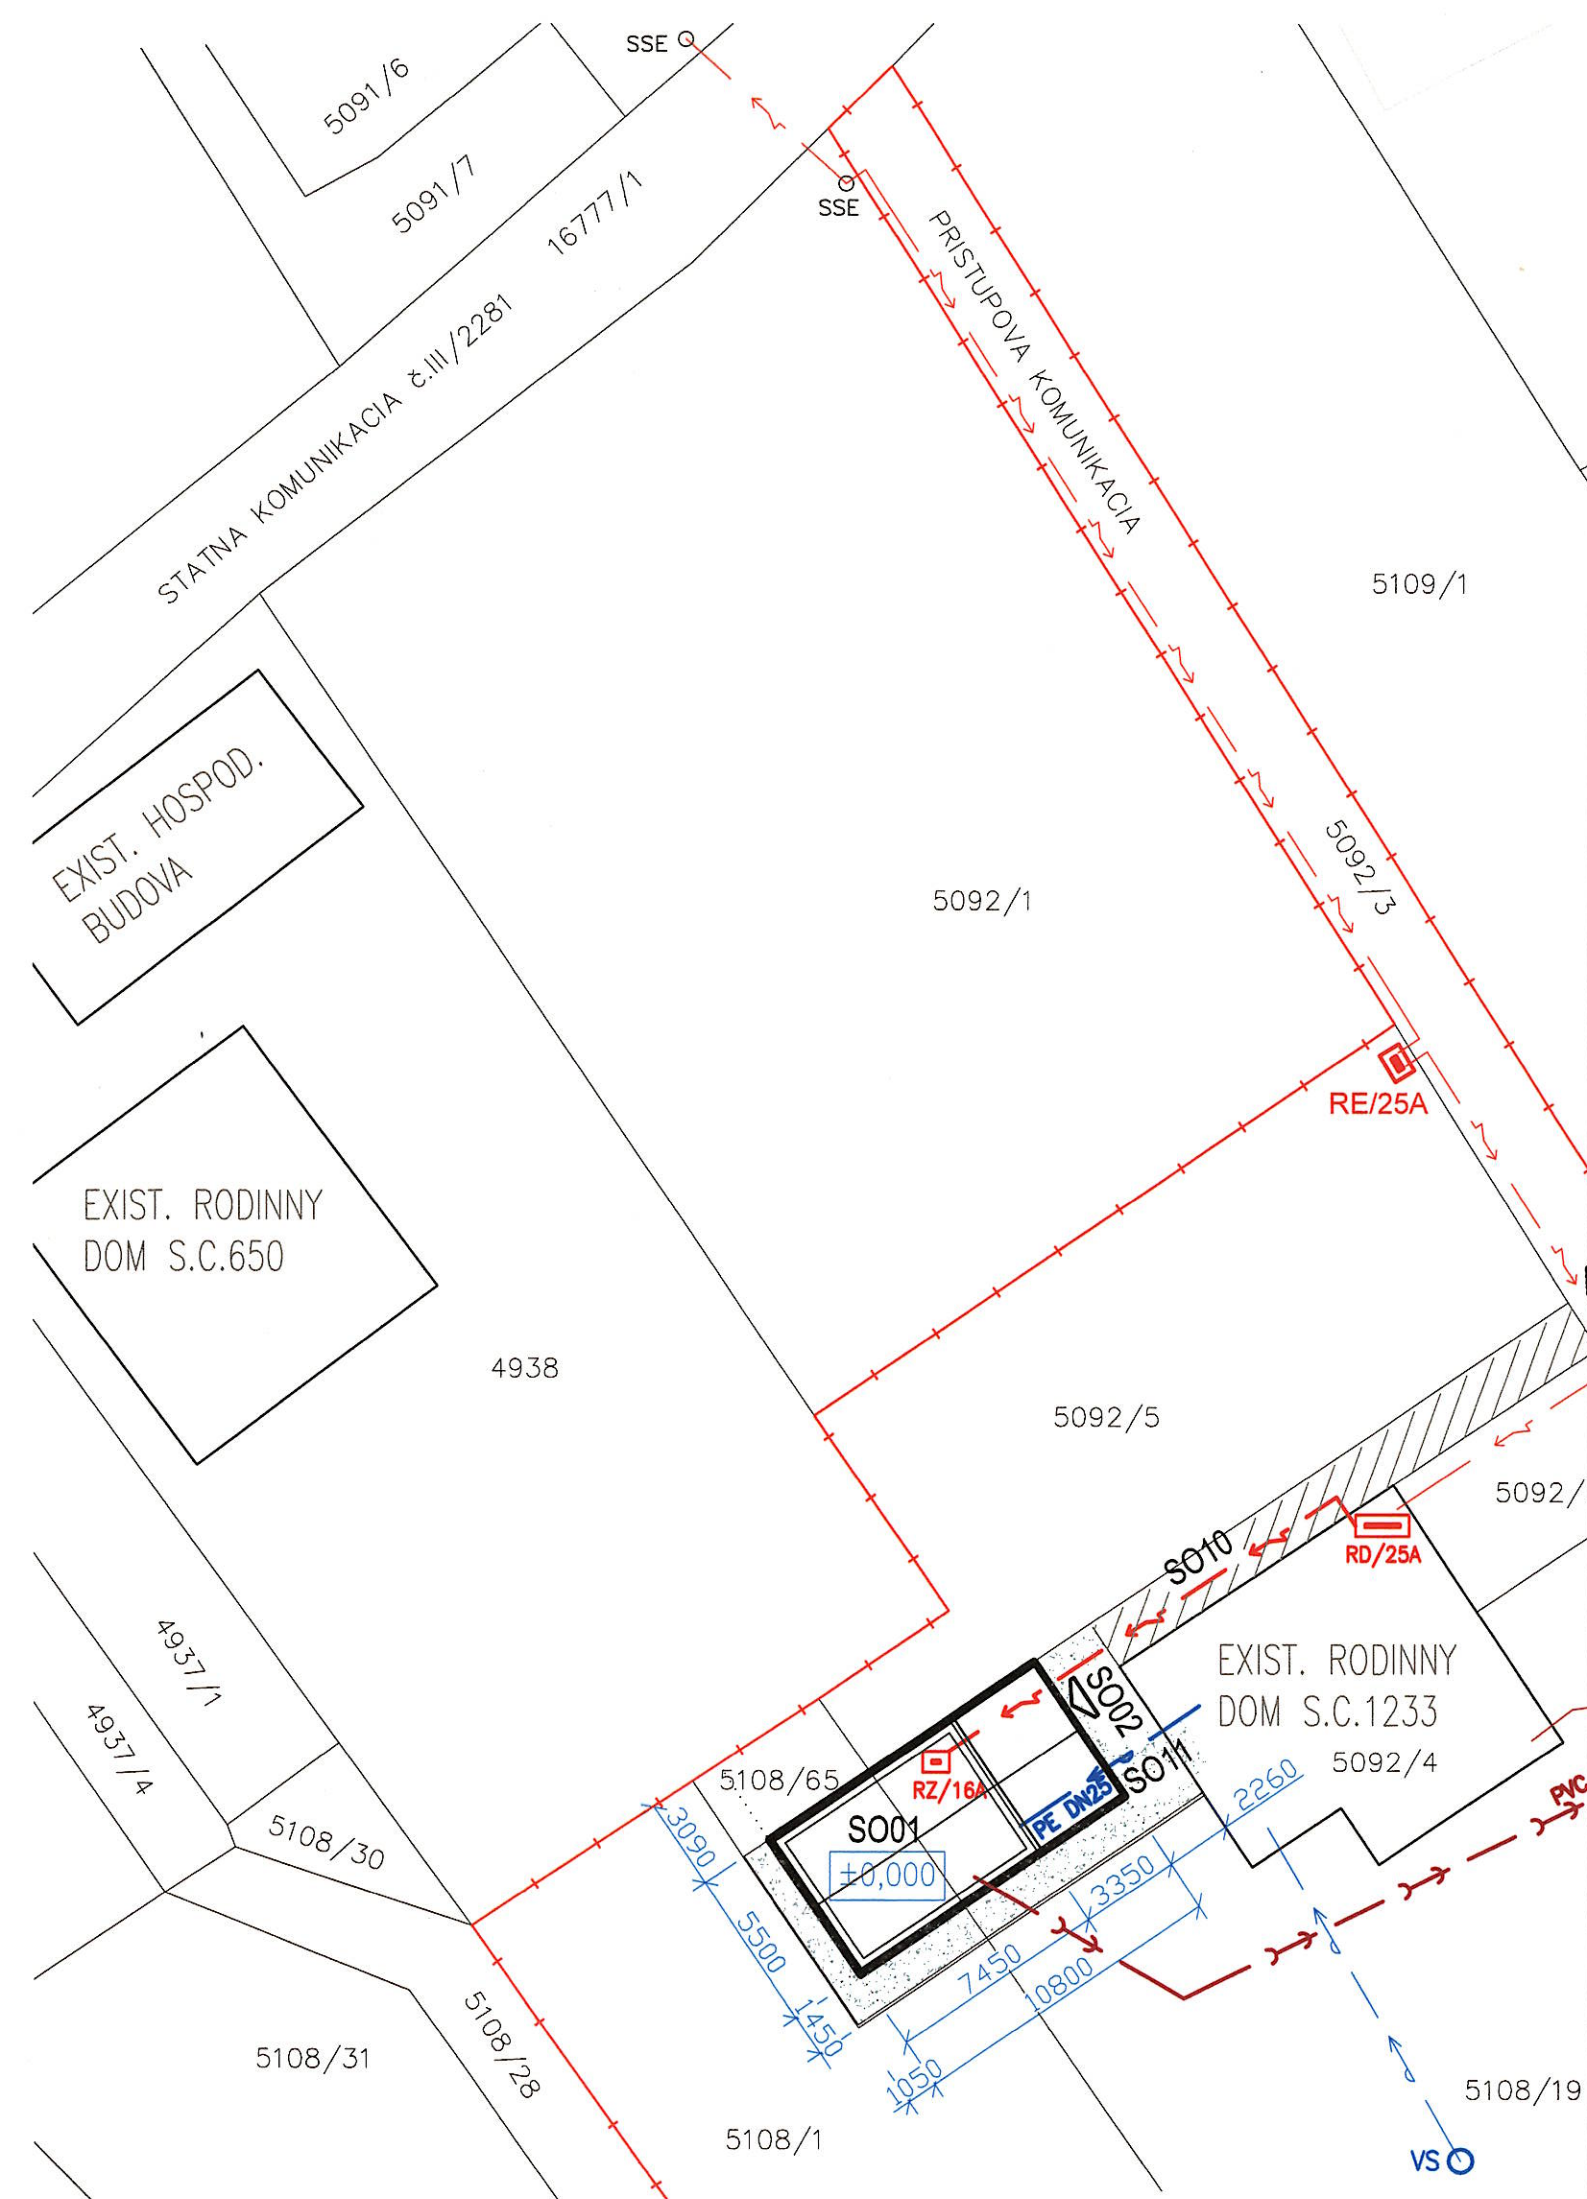 SSE
5091/6
5091/7
16777/1
SSE
PRISTUPOVA KOMUNIKACIA
STATNA KOMUNIKACIA č.III/2281
5109/1
EXIST. HOSPOD.
BUDOVA
5092/3
5092/1
RE/25A
EXIST. RODINNY
DOM S.C.650
4938
5092/5
5092/
SO10
RD/25A
4937/1
4937/4
EXIST. RODINNY
DOM S.C.1233
5092/4
SO02
SO11
5108/65
RZ/16A
PE DN25
SO01
±0,000
2260
PVC
3090
5108/30
3350
5500
7450
10800
1450
1050
5108/28
5108/31
5108/19
5108/1
VS